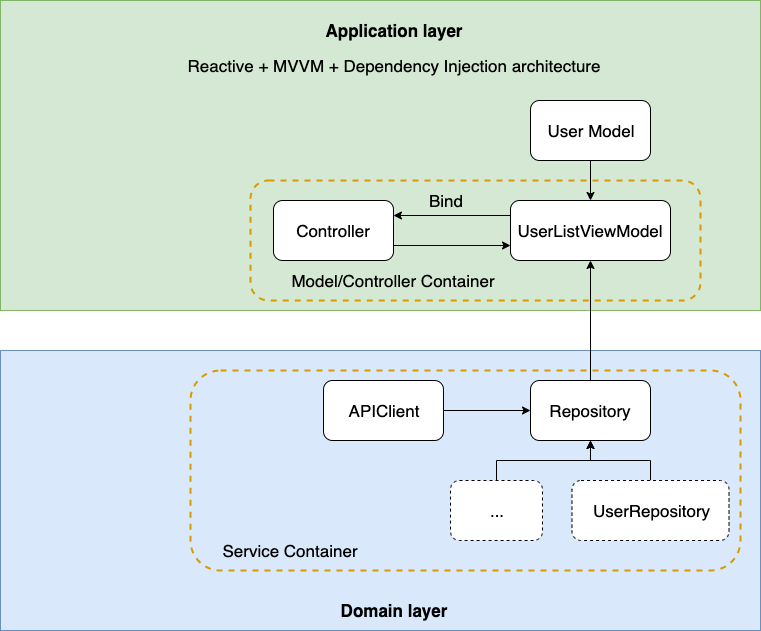 Application layer
Reactive + MVVM + Dependency Injection architecture
User Model
Bind
Controller
UserListViewModel
Model/Controller Container
APIClient
Repository
...
UserRepository
Service Container
Domain layer